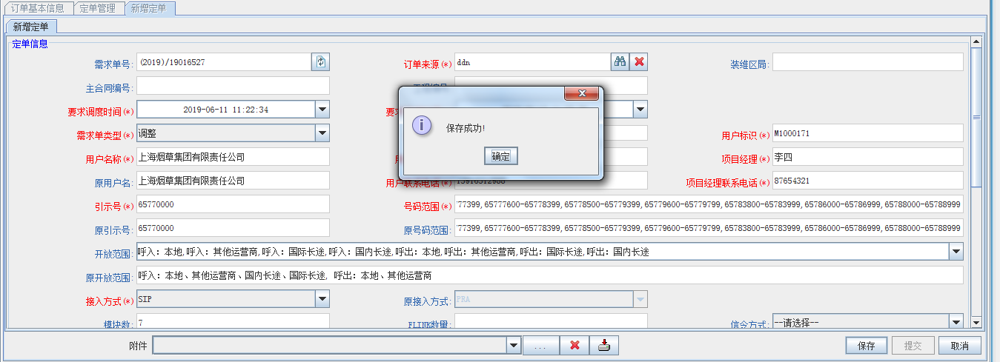 订单基本信息 定单管理 新增定单
新增定单
定单信息
需求单号: (2019)/19016527 订单来源(*) ddn 装维区局:
主合同编号:
要求调度时间(*) 2019-06-11 11:22:34
需求单类型(*) 调整 用户标识(*) M1000171
用户名称(*) 上海烟草集团有限责任公司 项目经理(*) 李四
原用户名: 上海烟草集团有限责任公司 用户联系电话(*) 项目经理联系电话(*) 87654321
保存成功!
确定
引示号(*) 65770000 号码范围(*) 77399,65777600-65778399,65778500-65779399,65779600-65779799,65783800-65783999,65786000-65786999,65788000-65788999
原引示号: 65770000 原号码范围: 77399,65777600-65778399,65778500-65779399,65779600-65779799,65783800-65783999,65786000-65786999,65788000-65788999
开放范围: 呼入：本地,呼入：其他运营商,呼入：国际长途,呼入：国内长途,呼出：本地,呼出：其他运营商,呼出：国际长途,呼出：国内长途
原开放范围: 呼入：本地、其他运营商、国内长途、国际长途, 呼出：本地、其他运营商
接入方式(*) SIP 原接入方式: PRA
模块数: 7 FLINK数量: 信令方式: --请选择--
附件 ... 保存 提交 取消